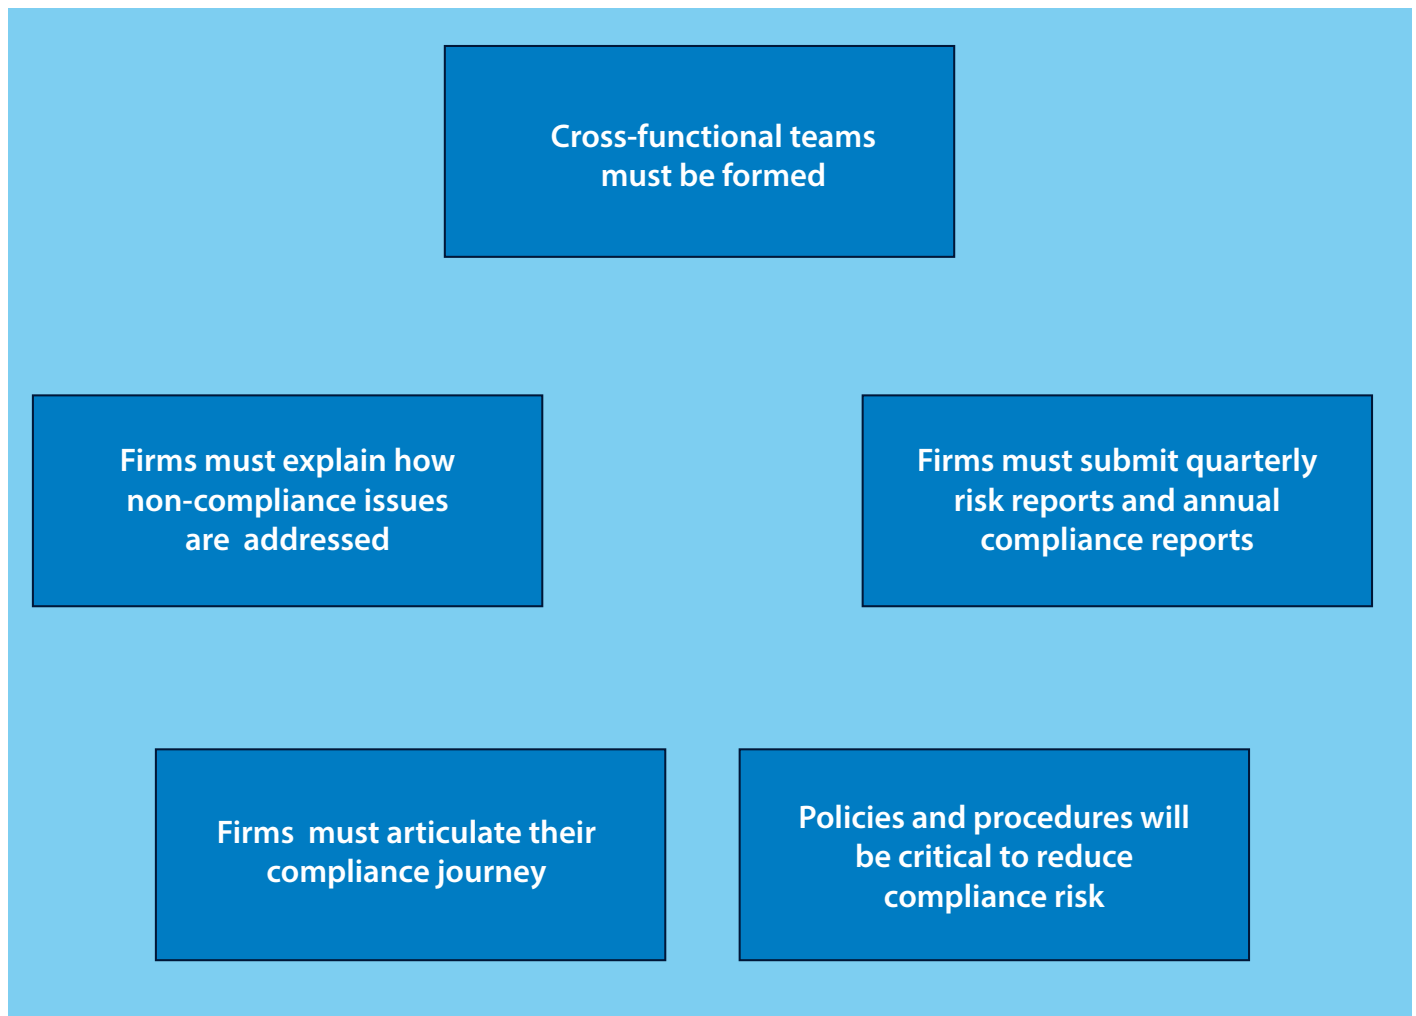 Cross-functional teams
must be formed
Firms must explain how
non-compliance issues
are  addressed
Firms must submit quarterly
risk reports and annual
compliance reports
Firms  must articulate their
compliance journey
Policies and procedures will
be critical to reduce
compliance risk